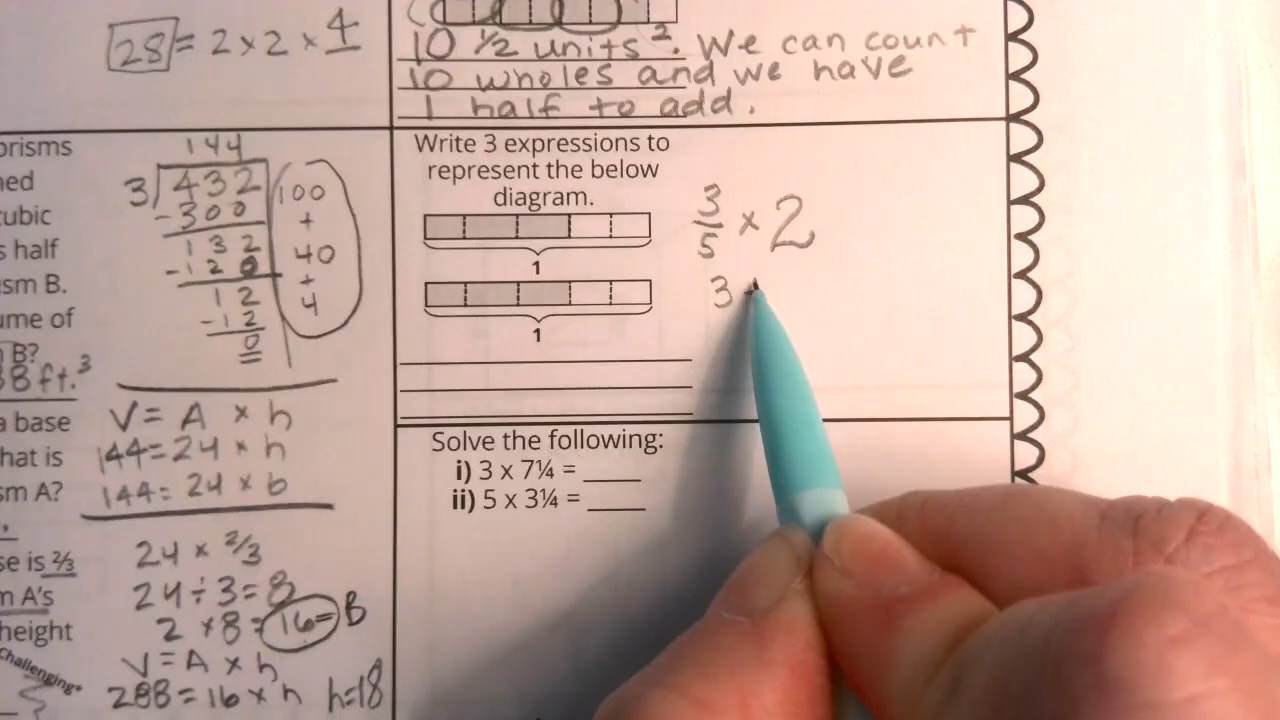 28 = 2 x 2 x 4
10 ½ units². We can count
10 wholes and we have
1 half to add.
orisms
ned
cubic
s half
sm B.
ume of
B?
8 ft.³
a base
hat is
sm A?
se is ⅔
m A's
height
Challenging*
144
3 432
-300
132
-120
12
-12
0
100
+
40
+
4
V = A x h
144 = 24 x h
144 = 24 x 6
24 x ⅔
24 ÷ 3 = 8
2 x 8 = 16 = B
V = A x h
288 = 16 x h h=18
Write 3 expressions to
represent the below
diagram.
1
1
3/5 x 2
3
Solve the following:
i) 3 x 7¼ = ____
ii) 5 x 3¼ = ____